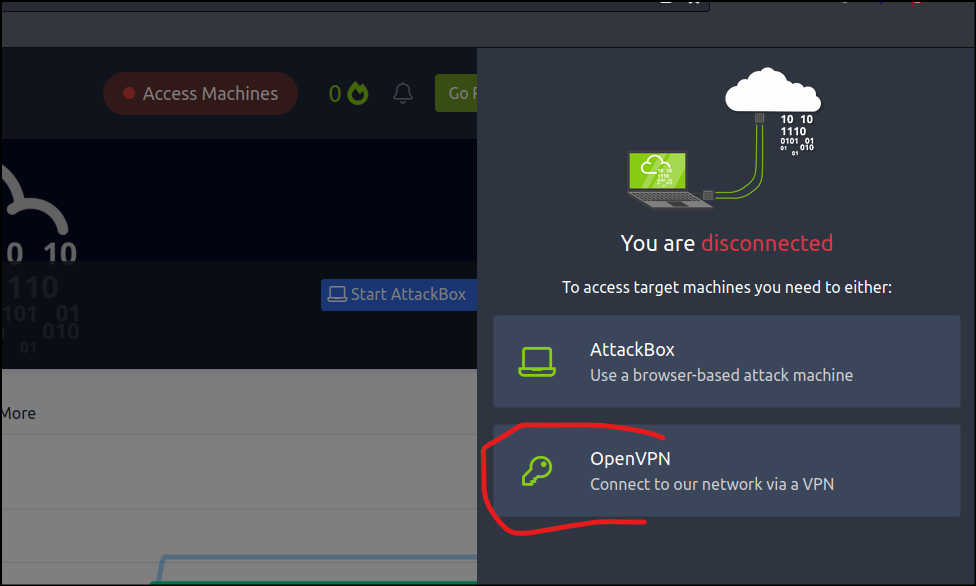 Access Machines
0
Go
Start AttackBox
More
0 10
110
0101 01
010
01
10 10
1110
0101 01
01 010
01
You are disconnected
To access target machines you need to either:
AttackBox
Use a browser-based attack machine
OpenVPN
Connect to our network via a VPN